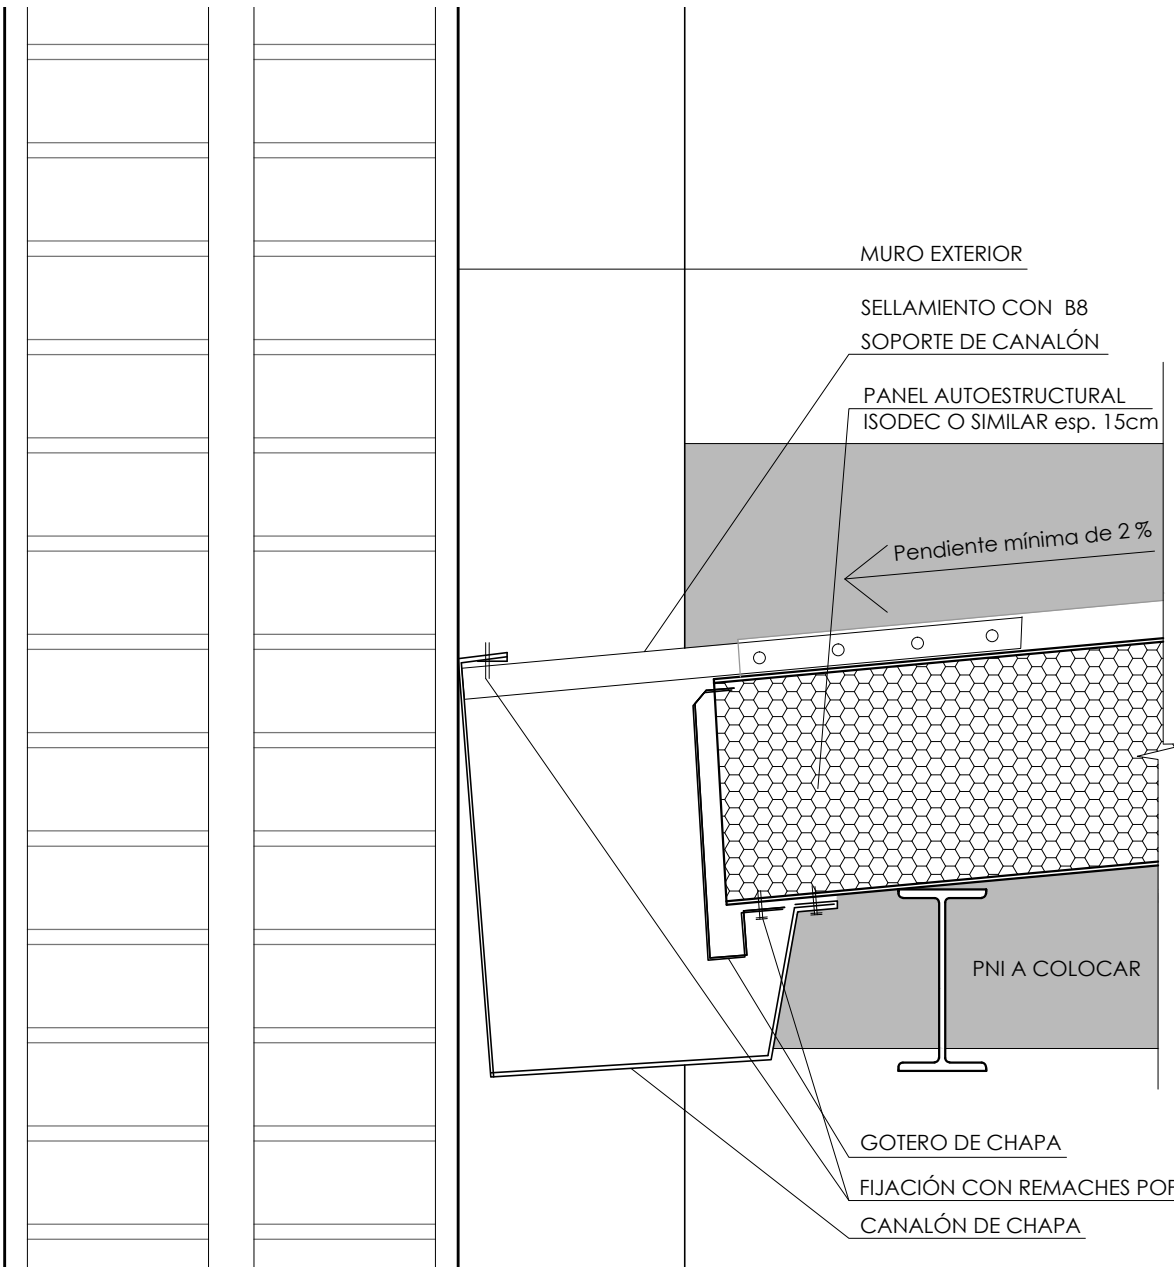 MURO EXTERIOR
SELLAMIENTO CON B8
SOPORTE DE CANALÓN
PANEL AUTOESTRUCTURAL
ISODEC O SIMILAR esp. 15cm
Pendiente mínima de 2 %
PNI A COLOCAR
GOTERO DE CHAPA
FIJACIÓN CON REMACHES POP
CANALÓN DE CHAPA